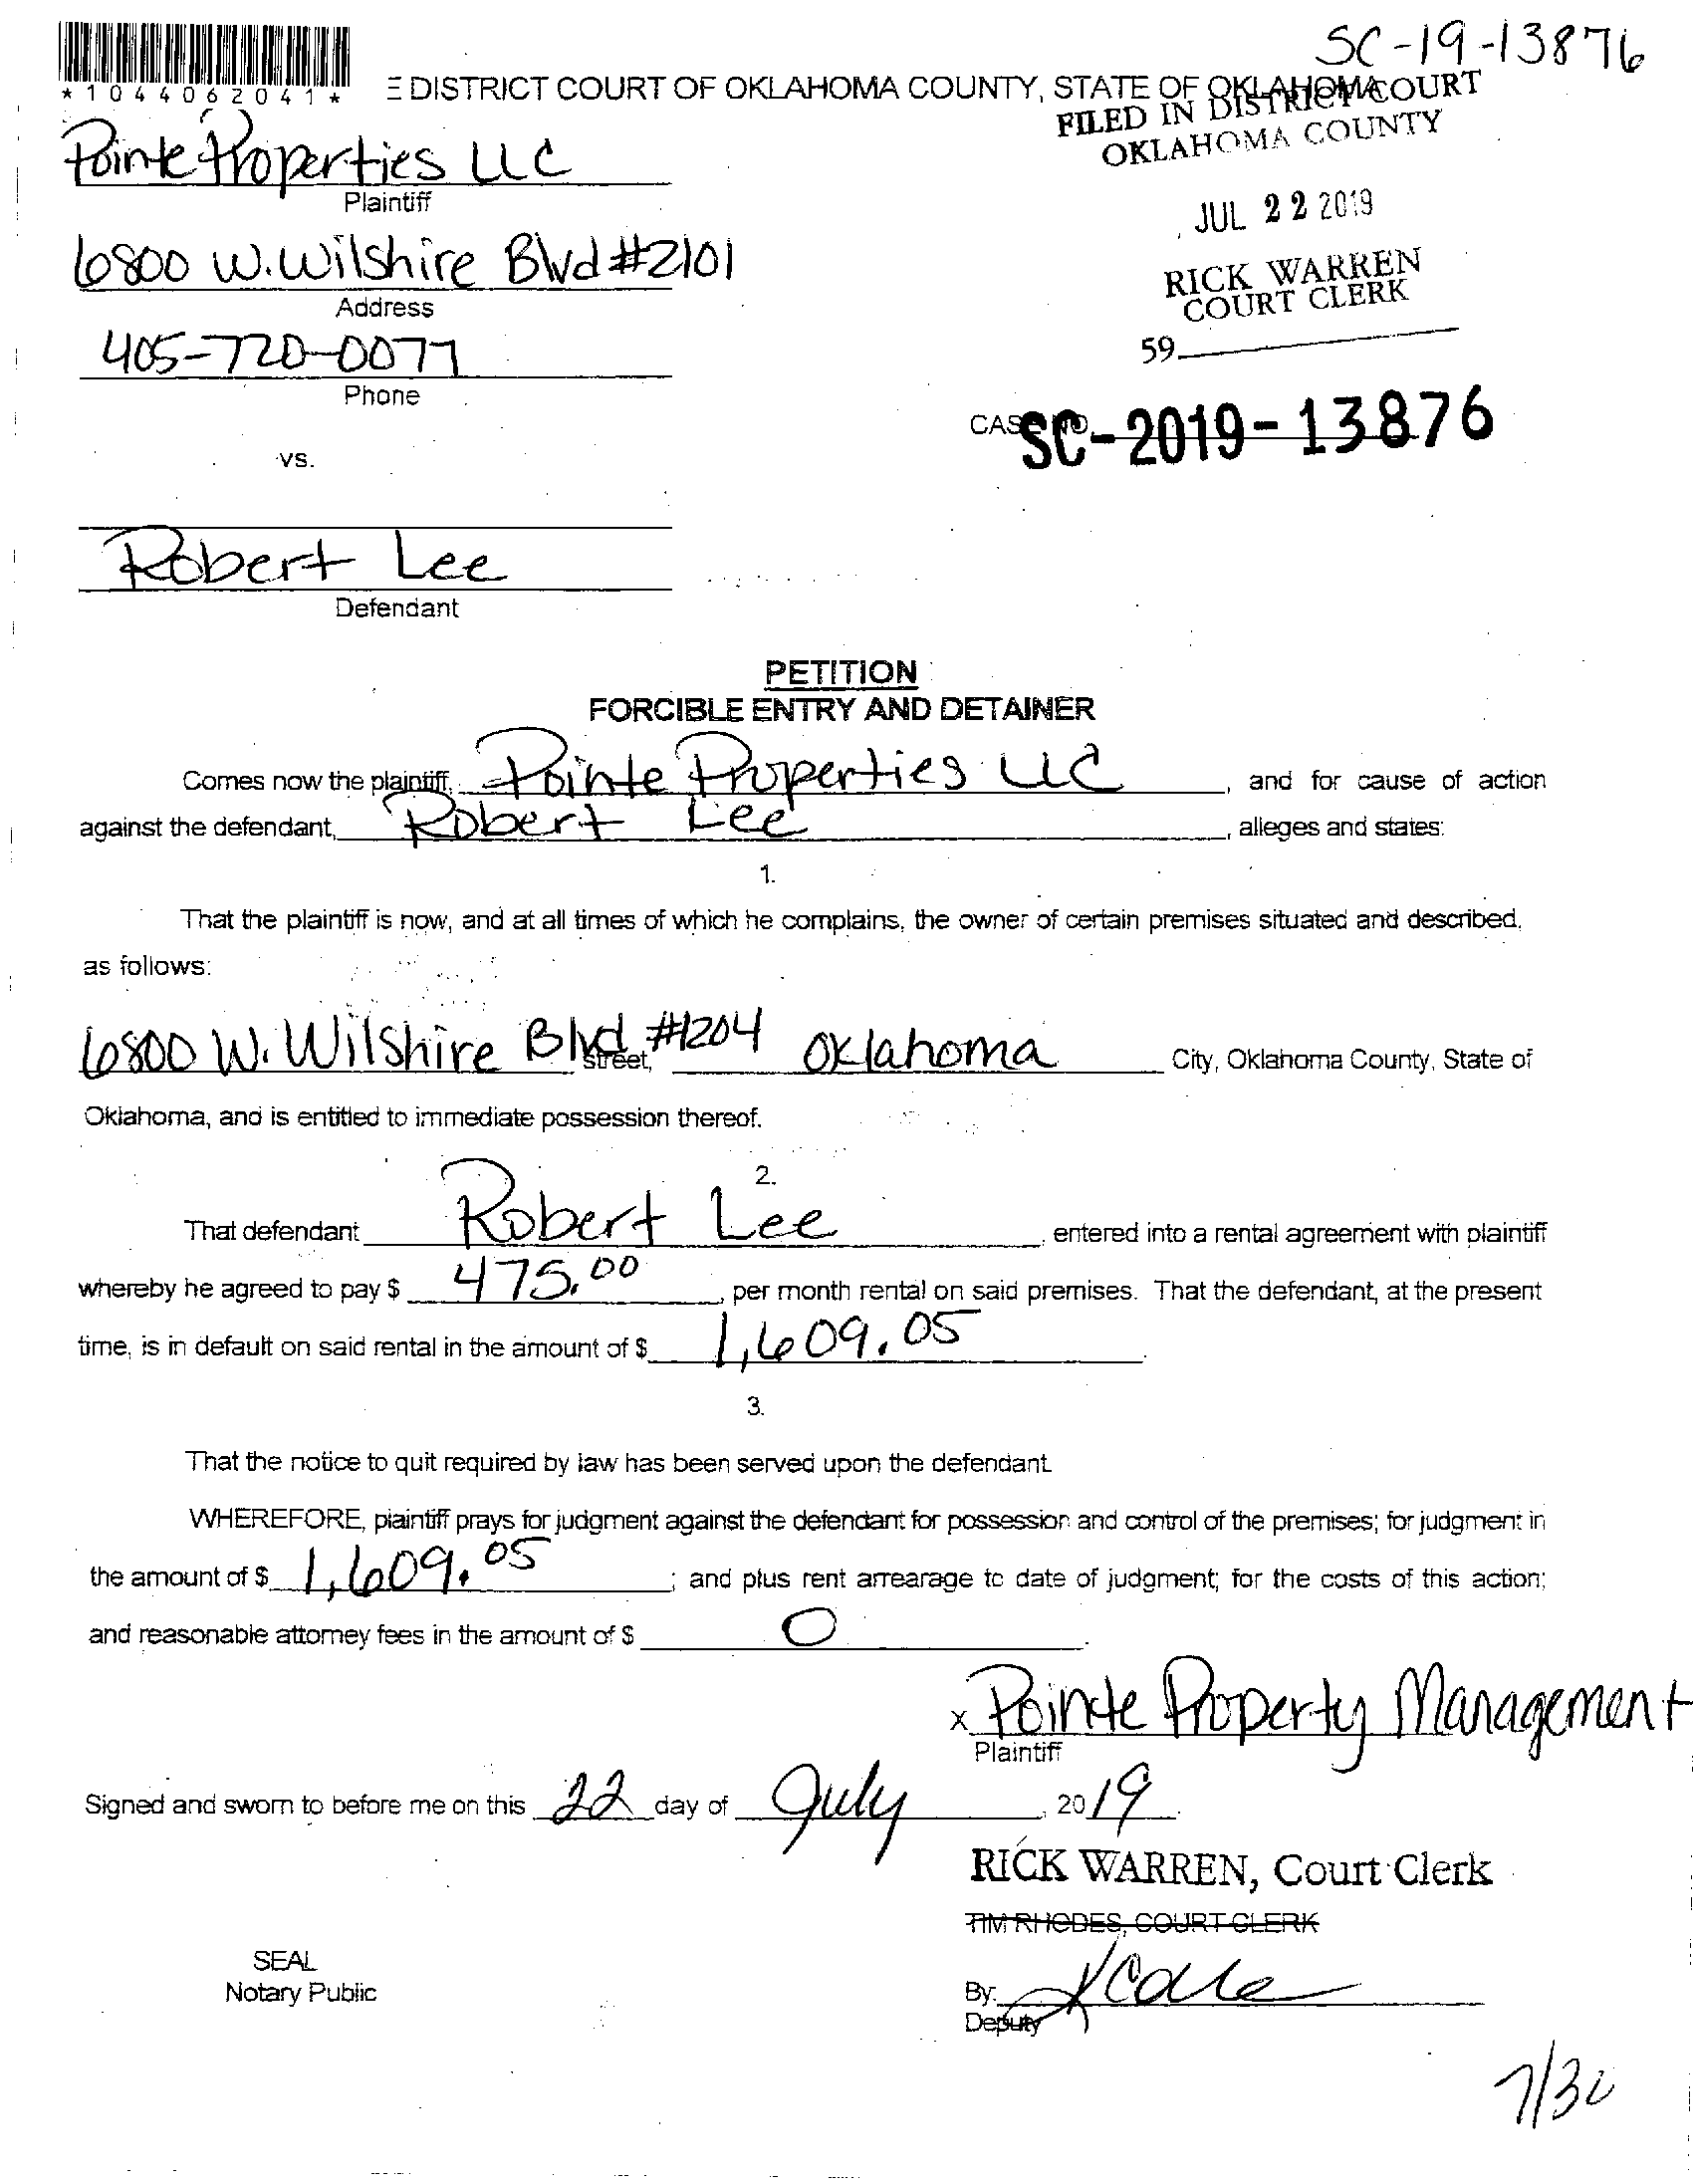 SC-19-13876
*1044062041*
E DISTRICT COURT OF OKLAHOMA COUNTY, STATE OF OKLAHOMA
FILED IN DISTRICT COURT
OKLAHOMA COUNTY
Pointe Properties LLC
Plaintiff
JUL 22 2019
6800 W. Wilshire Blvd #2101
Address
RICK WARREN
COURT CLERK
405-720-0077
Phone
59
CASE NO.
SC-2019-13876
vs.
Robert Lee
Defendant
PETITION
FORCIBLE ENTRY AND DETAINER
Comes now the plaintiff, Pointe Properties LLC, and for cause of action
against the defendant, Robert Lee, alleges and states:
1.
That the plaintiff is now, and at all times of which he complains, the owner of certain premises situated and described,
as follows:
6800 W. Wilshire Blvd #1204 street, Oklahoma City, Oklahoma County, State of
Oklahoma, and is entitled to immediate possession thereof.
2.
That defendant Robert Lee, entered into a rental agreement with plaintiff
whereby he agreed to pay $ 475.00, per month rental on said premises. That the defendant, at the present
time, is in default on said rental in the amount of $ 1,609.05.
3.
That the notice to quit required by law has been served upon the defendant.
WHEREFORE, plaintiff prays for judgment against the defendant for possession and control of the premises; for judgment in
the amount of $ 1,609.05; and plus rent arrearage to date of judgment; for the costs of this action;
and reasonable attorney fees in the amount of $ 0.
x Pointe Property Management
Plaintiff
Signed and sworn to before me on this 22 day of July, 2019.
RICK WARREN, Court Clerk
TIM RHODES, COURT CLERK
SEAL
Notary Public
By:
Deputy